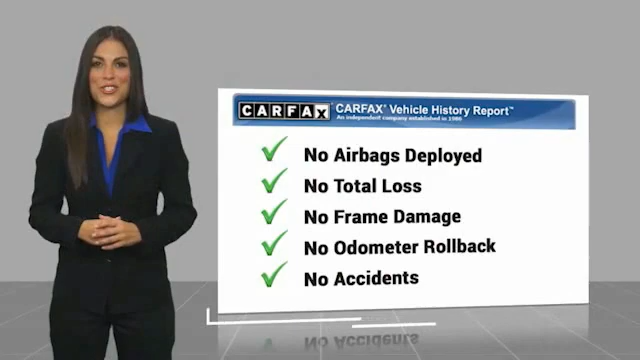 CARFAX CARFAX® Vehicle History Report™
An independent company established in 1986
No Airbags Deployed
No Total Loss
No Frame Damage
No Odometer Rollback
No Accidents